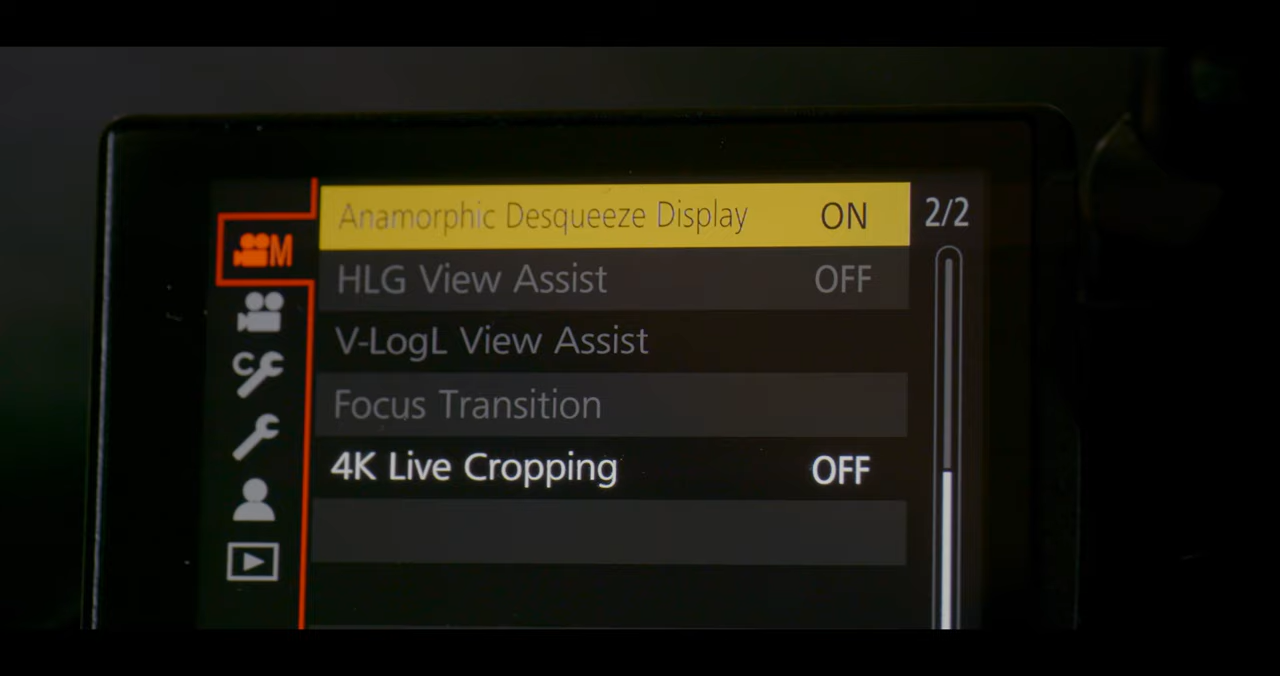 Anamorphic Desqueeze Display ON 2/2
M
HLG View Assist OFF
V-LogL View Assist
C
Focus Transition
4K Live Cropping OFF